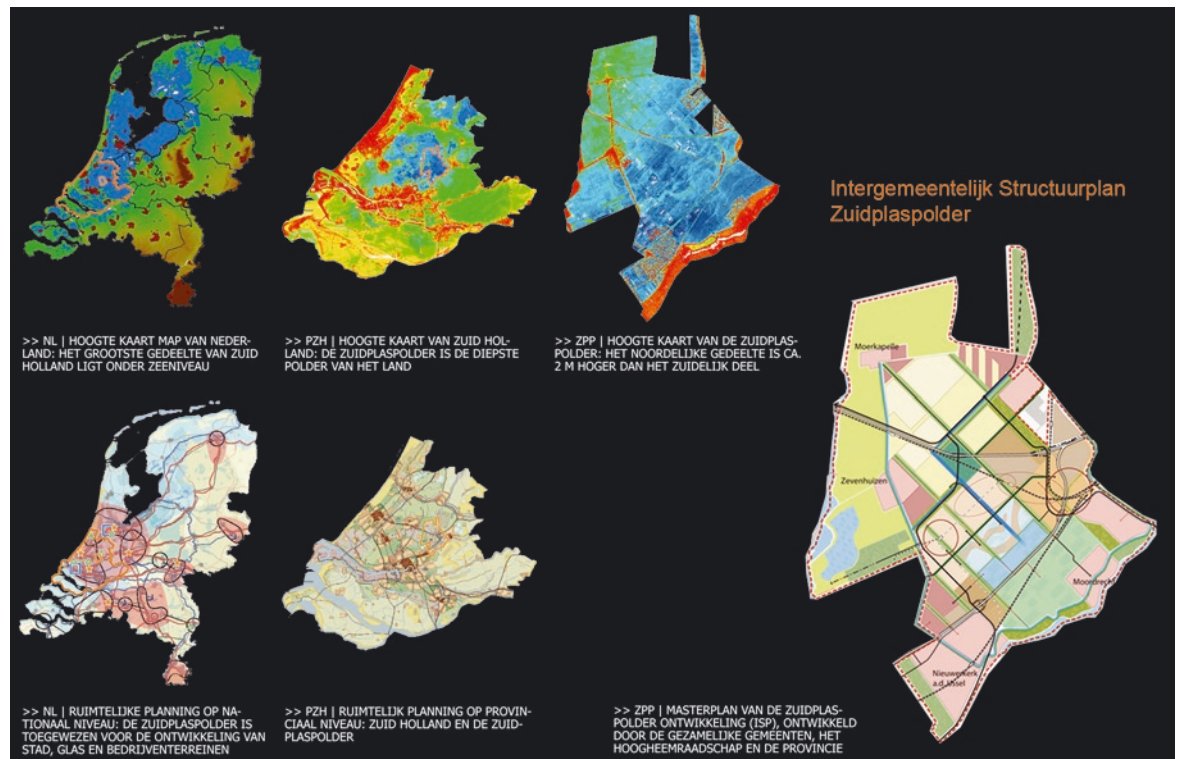 Intergemeentelijk Structuurplan
Zuidplaspolder
>> NL | HOOGTE KAART MAP VAN NEDER-
LAND: HET GROOTSTE GEDEELTE VAN ZUID
HOLLAND LIGT ONDER ZEENIVEAU
>> PZH | HOOGTE KAART VAN ZUID HOL-
LAND: DE ZUIDPLASPOLDER IS DE DIEPSTE
POLDER VAN HET LAND
>> ZPP | HOOGTE KAART VAN DE ZUIDPLAS-
POLDER: HET NOORDELIJKE GEDEELTE IS CA.
2 M HOGER DAN HET ZUIDELIJK DEEL
Moerkapelle
Zevenhuizen
Moordrecht
Nieuwerkerk
a.d. IJssel
>> NL | RUIMTELIJKE PLANNING OP NA-
TIONAAL NIVEAU: DE ZUIDPLASPOLDER IS
TOEGEWEZEN VOOR DE ONTWIKKELING VAN
STAD, GLAS EN BEDRIJVENTERREINEN
>> PZH | RUIMTELIJK PLANNING OP PROVIN-
CIAAL NIVEAU: ZUID HOLLAND EN DE ZUID-
PLASPOLDER
>> ZPP | MASTERPLAN VAN DE ZUIDPLAS-
POLDER ONTWIKKELING (ISP), ONTWIKKELD
DOOR DE GEZAMELIJKE GEMEENTEN, HET
HOOGHEEMRAADSCHAP EN DE PROVINCIE